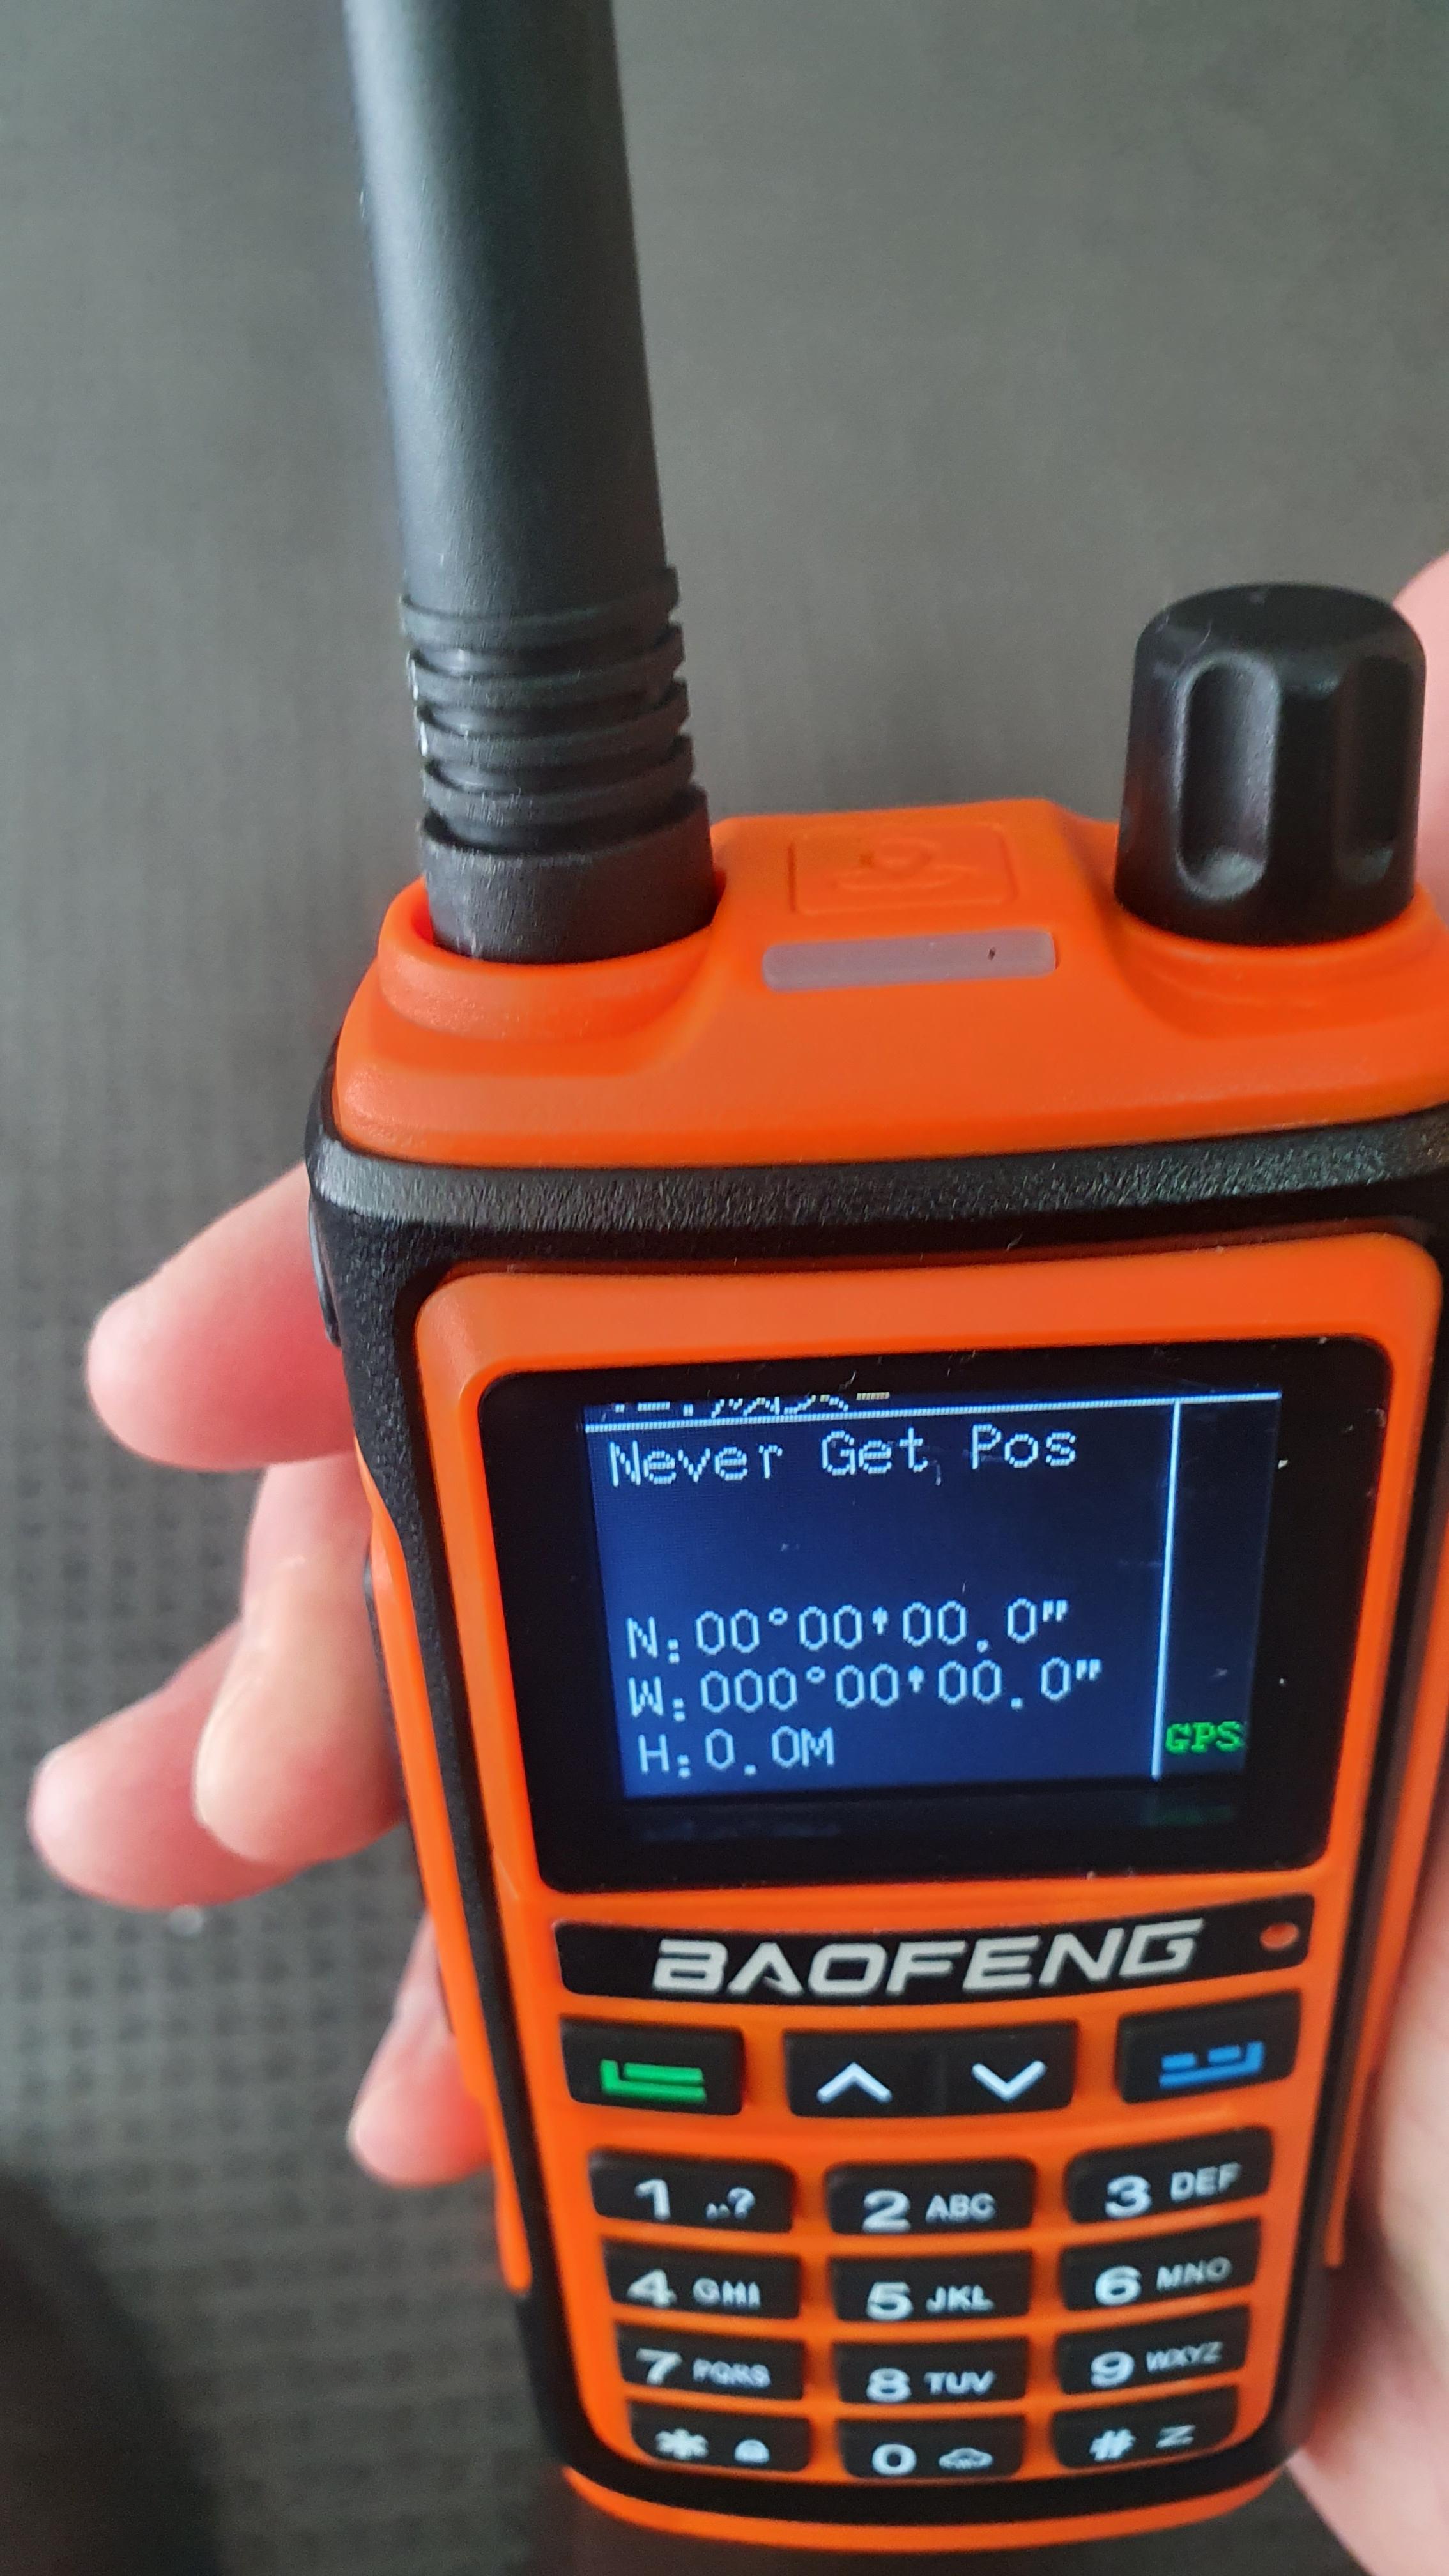 Never Get Pos
N:00°00'00.0"
W:000°00'00.0"
H:0.0M
GPS
BAOFENG
1 ,.?
2 ABC
3 DEF
4 GHI
5 JKL
6 MNO
7 PQRS
8 TUV
9 WXYZ
*
0
#